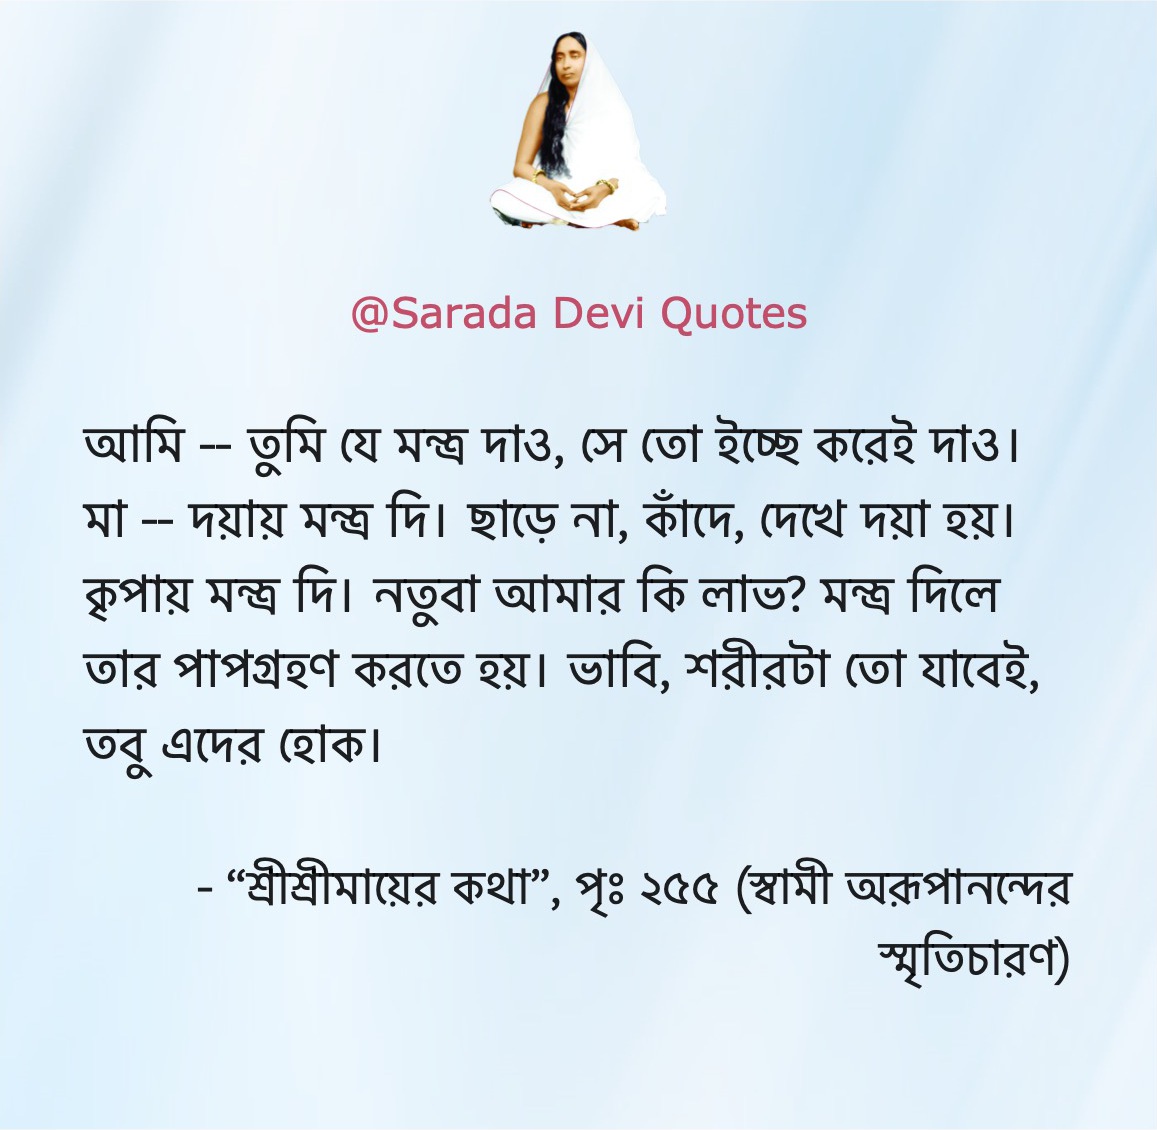 @Sarada Devi Quotes
আমি -- তুমি যে মন্ত্র দাও, সে তো ইচ্ছে করেই দাও।
মা -- দয়ায় মন্ত্র দি। ছাড়ে না, কাঁদে, দেখে দয়া হয়।
কৃপায় মন্ত্র দি। নতুবা আমার কি লাভ? মন্ত্র দিলে
তার পাপগ্রহণ করতে হয়। ভাবি, শরীরটা তো যাবেই,
তবু এদের হোক।
- “শ্রীশ্রীমায়ের কথা”, পৃঃ ২৫৫ (স্বামী অরূপানন্দের
স্মৃতিচারণ)